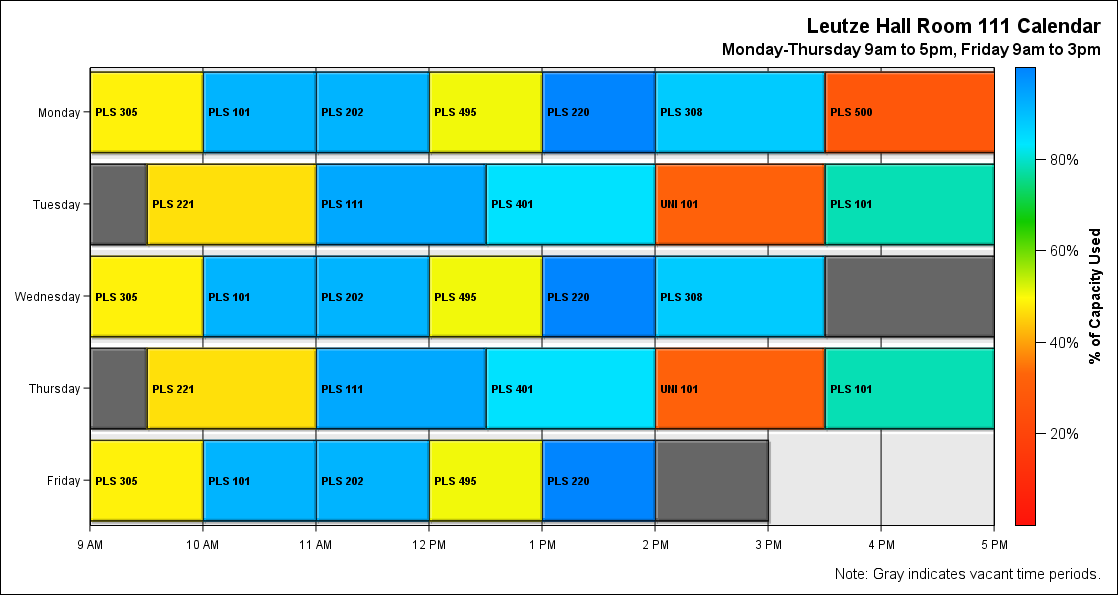 Leutze Hall Room 111 Calendar
Monday-Thursday 9am to 5pm, Friday 9am to 3pm
Monday
PLS 305
PLS 101
PLS 202
PLS 495
PLS 220
PLS 308
PLS 500
Tuesday
PLS 221
PLS 111
PLS 401
UNI 101
PLS 101
Wednesday
PLS 305
PLS 101
PLS 202
PLS 495
PLS 220
PLS 308
Thursday
PLS 221
PLS 111
PLS 401
UNI 101
PLS 101
Friday
PLS 305
PLS 101
PLS 202
PLS 495
PLS 220
9 AM
10 AM
11 AM
12 PM
1 PM
2 PM
3 PM
4 PM
5 PM
80%
60%
40%
20%
% of Capacity Used
Note: Gray indicates vacant time periods.